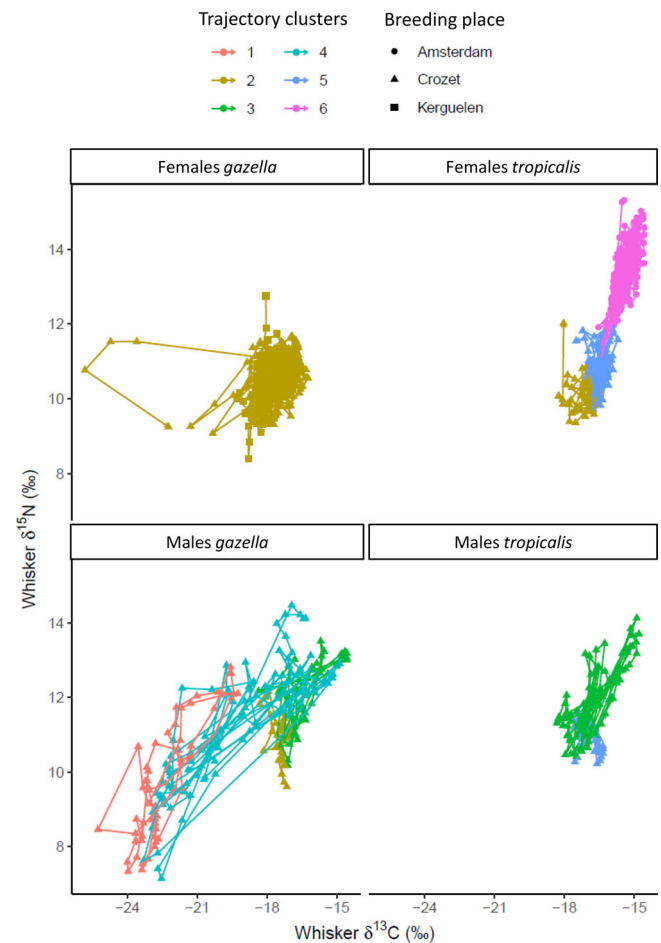 Trajectory clusters Breeding place
1 4 Amsterdam
2 5 Crozet
3 6 Kerguelen
Females gazella Females tropicalis
14
12
10
8
Males gazella Males tropicalis
14
12
10
8
Whisker δ15N (‰)
−24 −21 −18 −15 −24 −21 −18 −15
Whisker δ13C (‰)